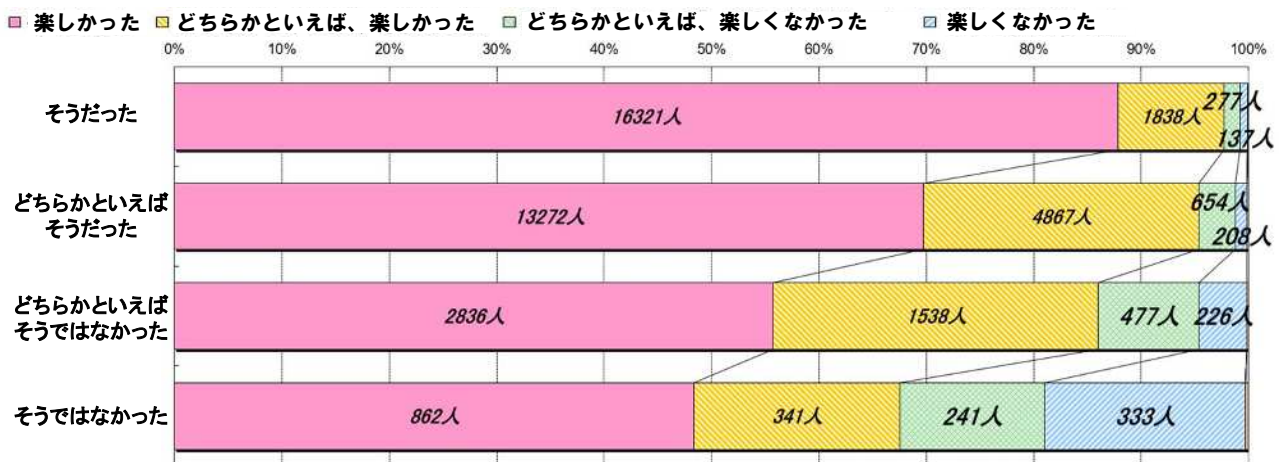 楽しかった どちらかといえば、楽しかった どちらかといえば、楽しくなかった 楽しくなかった
0% 10% 20% 30% 40% 50% 60% 70% 80% 90% 100%
そうだった
16321人 1838人 277人 137人
どちらかといえば
そうだった
13272人 4867人 654人 208人
どちらかといえば
そうではなかった
2836人 1538人 477人 226人
そうではなかった
862人 341人 241人 333人